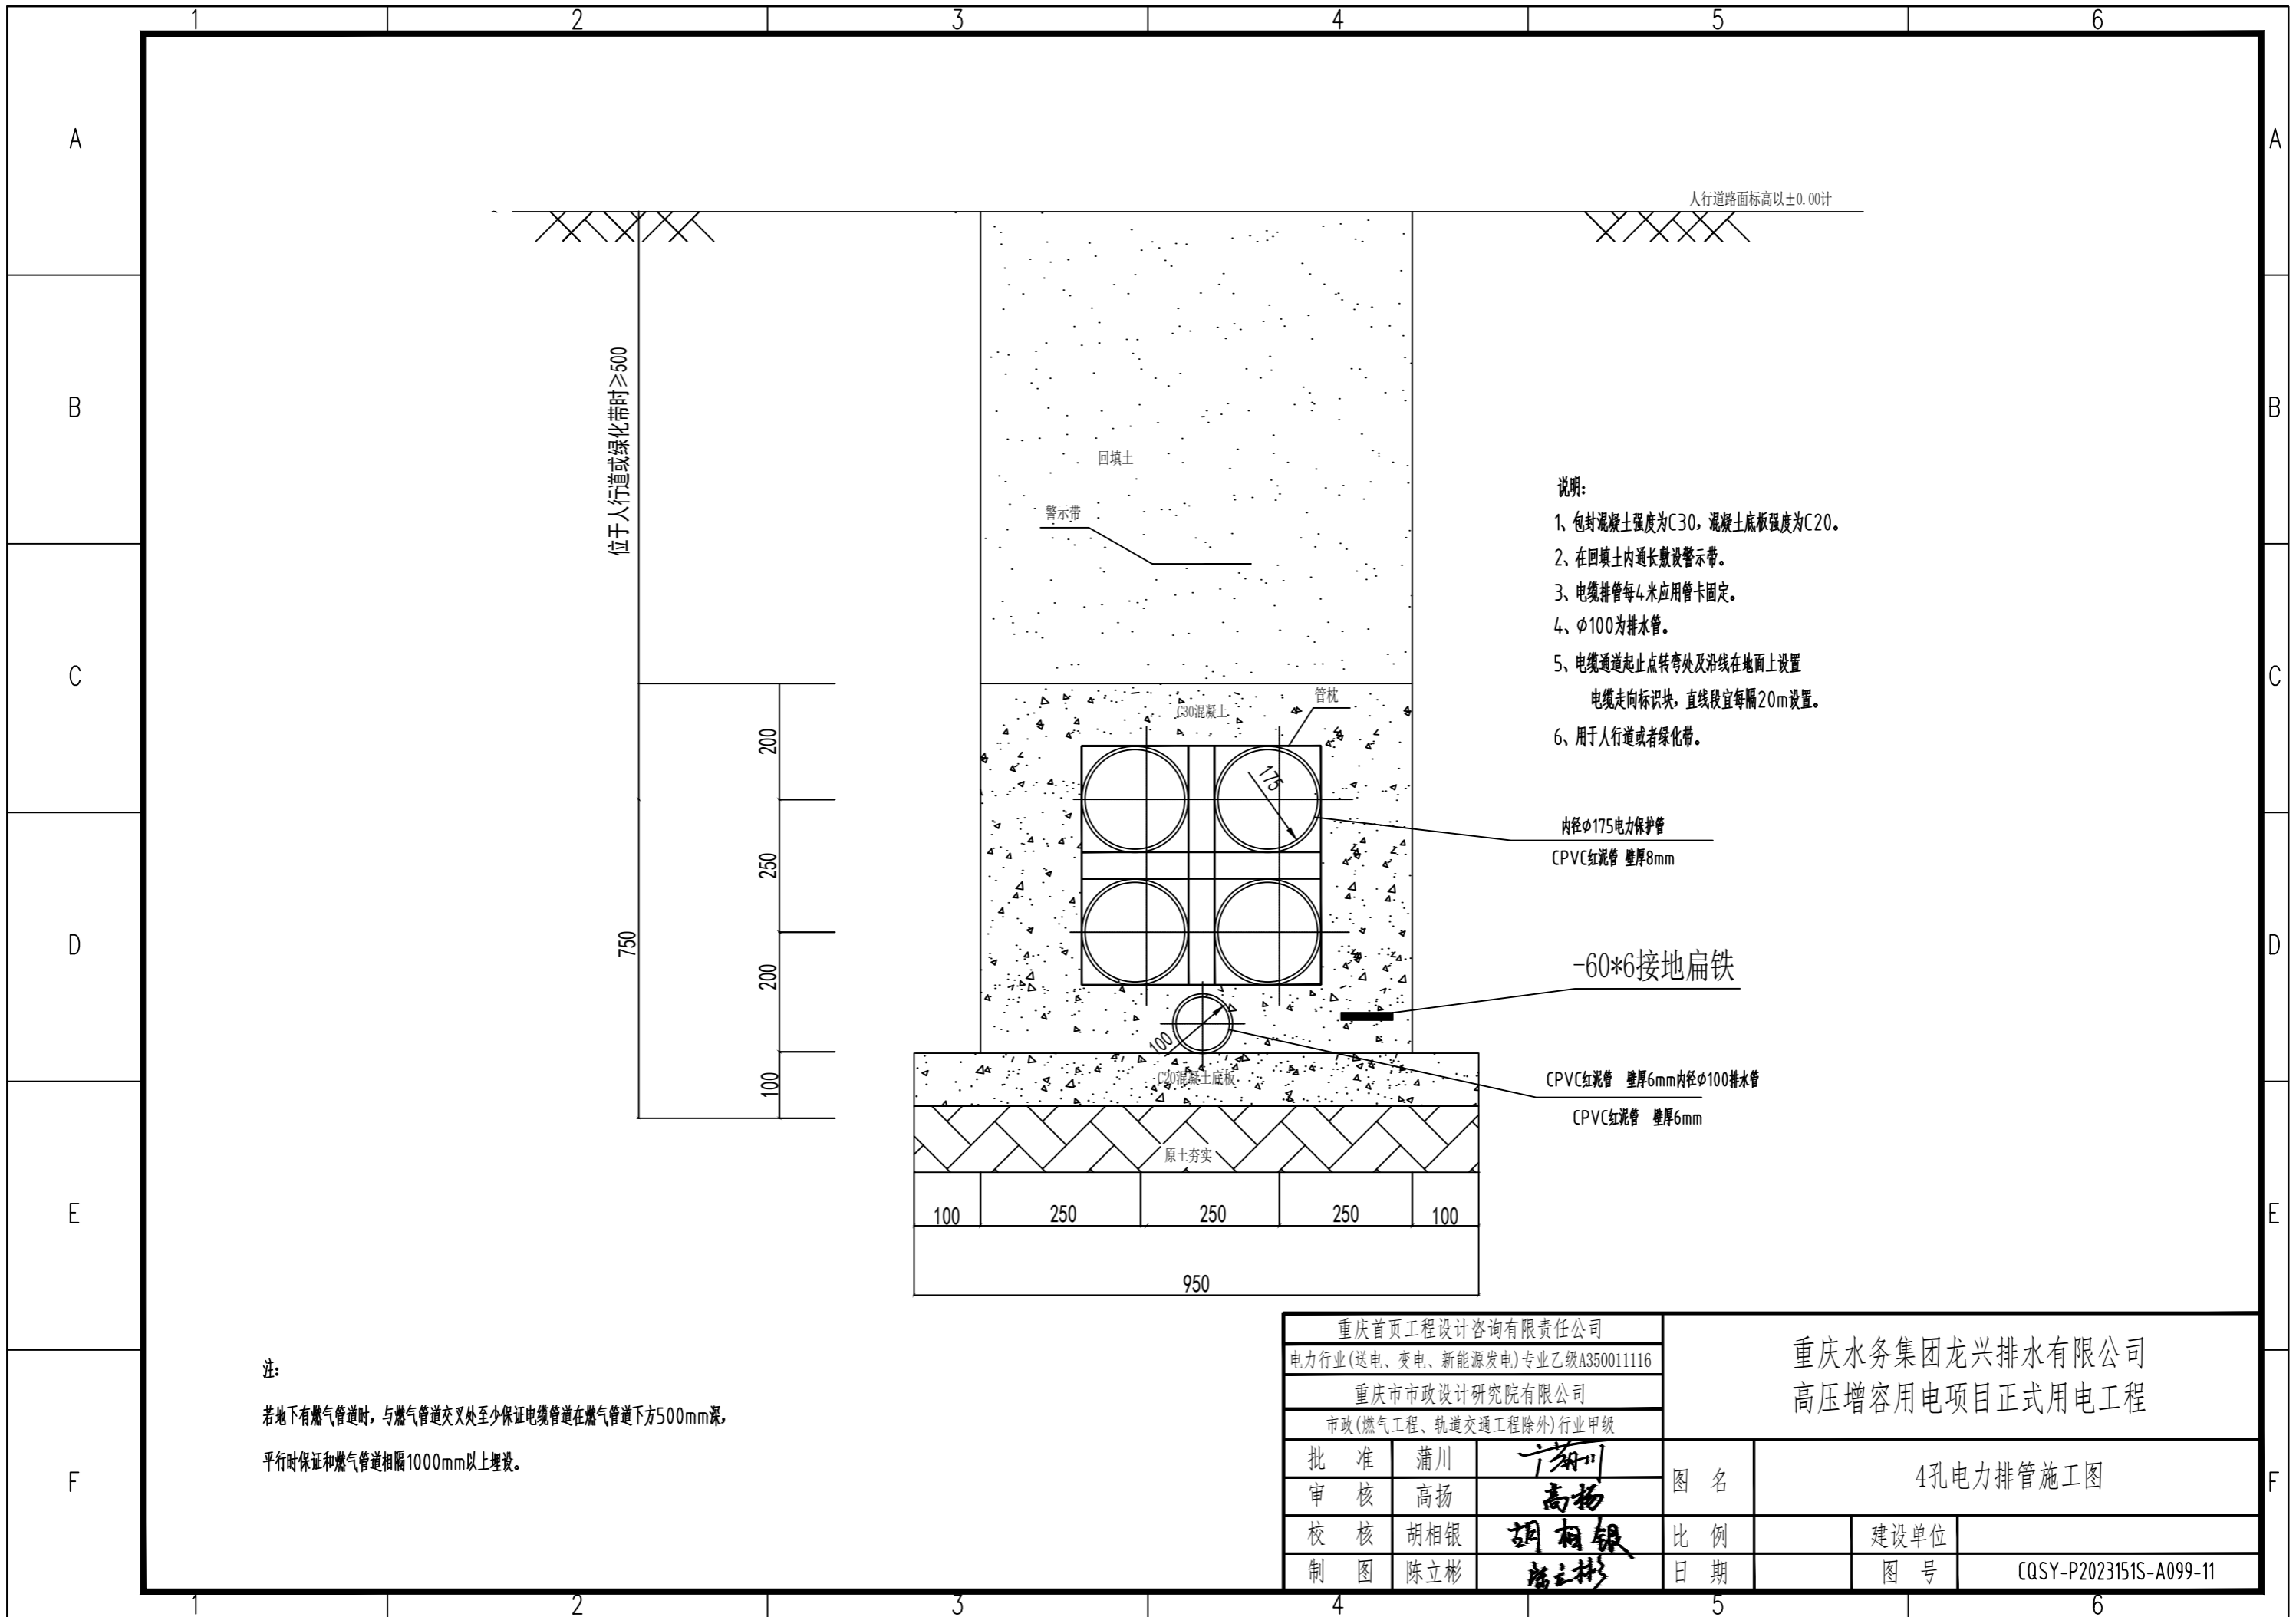 1 2 3 4 5 6
A A
B B
C C
D D
E E
F F
人行道路面标高以±0.00计
位于人行道或绿化带时≥500
回填土
警示带
说明:
1、包封混凝土强度为C30，混凝土底板强度为C20。
2、在回填土内通长敷设警示带。
3、电缆排管每4米应用管卡固定。
4、Φ100为排水管。
5、电缆通道起止点转弯处及沿线在地面上设置
电缆走向标识块，直线段宜每隔20m设置。
6、用于人行道或者绿化带。
管枕
C30混凝土
200
250
200
100
750
175
内径Φ175电力保护管
CPVC红泥管 壁厚8mm
-60*6接地扁铁
100
C20混凝土底板
CPVC红泥管 壁厚6mm内径Φ100排水管
CPVC红泥管 壁厚6mm
原土夯实
100 250 250 250 100
950
注:
若地下有燃气管道时，与燃气管道交叉处至少保证电缆管道在燃气管道下方500mm深，
平行时保证和燃气管道相隔1000mm以上埋设。
重庆首页工程设计咨询有限责任公司
电力行业(送电、变电、新能源发电)专业乙级A350011116
重庆市市政设计研究院有限公司
市政(燃气工程、轨道交通工程除外)行业甲级
重庆水务集团龙兴排水有限公司
高压增容用电项目正式用电工程
批 准 蒲川 蒲川
审 核 高扬 高扬
校 核 胡相银 胡相银
制 图 陈立彬 陈立彬
图 名 4孔电力排管施工图
比 例 建设单位
日 期 图 号 CQSY-P2023151S-A099-11
1 2 3 4 5 6